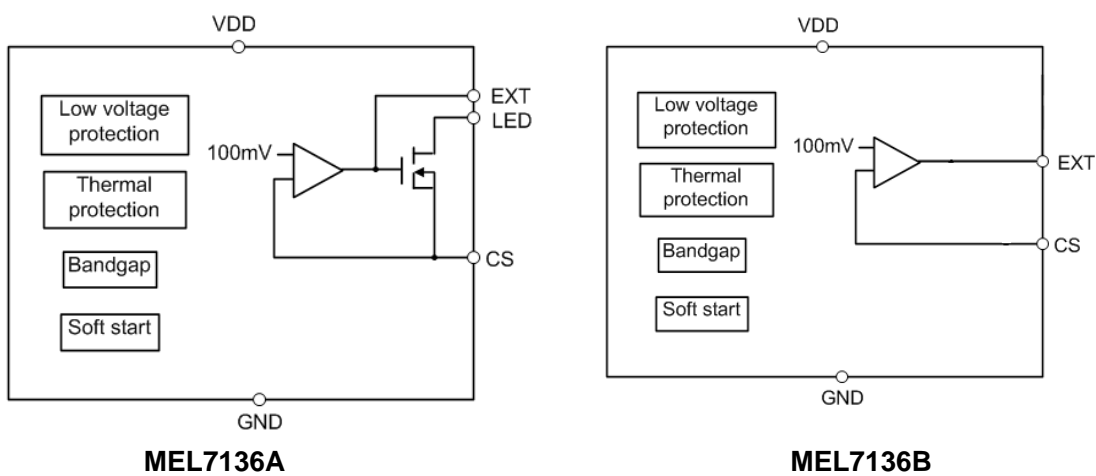 VDD
Low voltage
protection
Thermal
protection
Bandgap
Soft start
100mV
EXT
LED
CS
GND
MEL7136A
VDD
Low voltage
protection
Thermal
protection
Bandgap
Soft start
100mV
EXT
CS
GND
MEL7136B